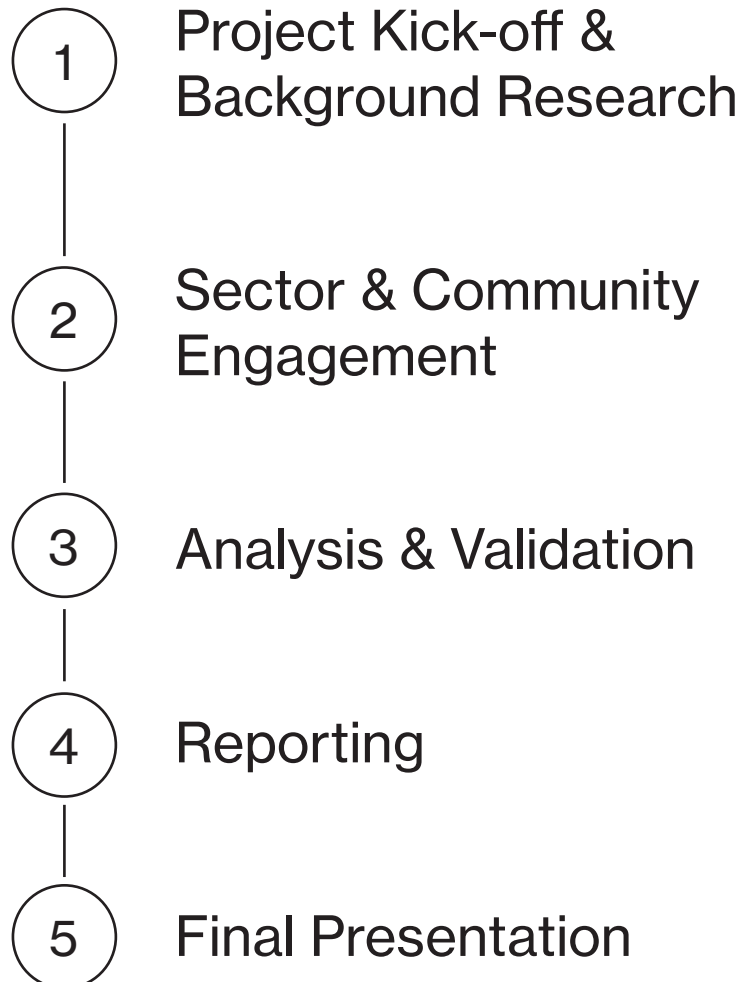 1
Project Kick-off &
Background Research
2
Sector & Community
Engagement
3
Analysis & Validation
4
Reporting
5
Final Presentation